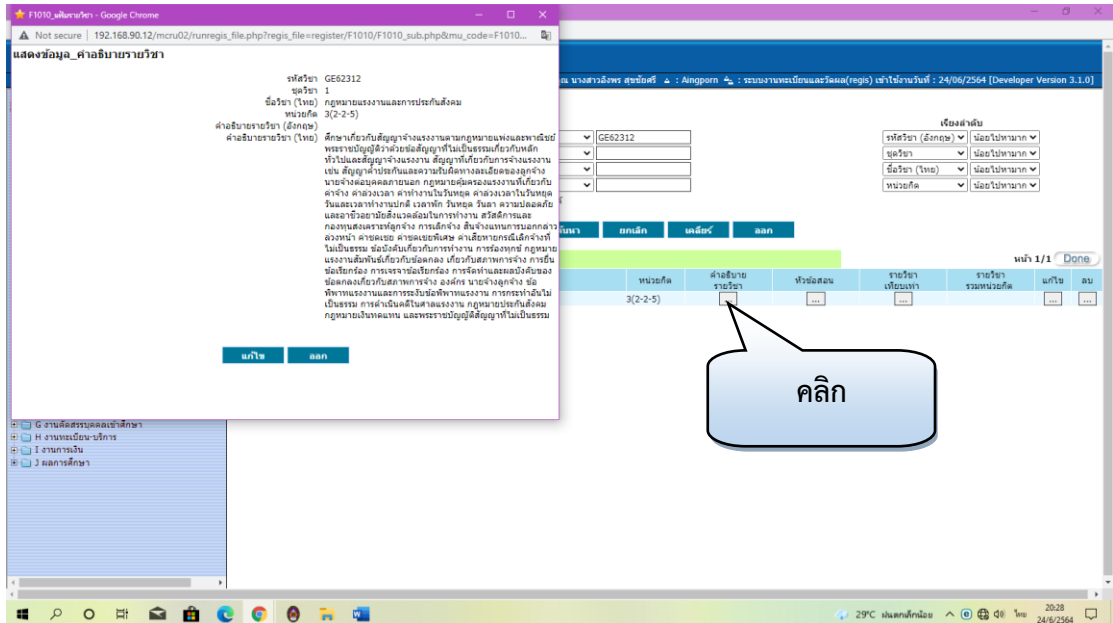 F1010_แฟ้มรายวิชา - Google Chrome
Not secure | 192.168.90.12/mcru02/runregis_file.php?regis_file=register/F1010/F1010_sub.php&mu_code=F1010...
แสดงข้อมูล_คำอธิบายรายวิชา
รหัสวิชา GE62312
ชุดวิชา 1
ชื่อวิชา (ไทย) กฎหมายแรงงานและการประกันสังคม
หน่วยกิต 3(2-2-5)
คำอธิบายรายวิชา (อังกฤษ)
คำอธิบายรายวิชา (ไทย) ศึกษาเกี่ยวกับสัญญาจ้างแรงงานตามกฎหมายแพ่งและพาณิชย์
พระราชบัญญัติว่าด้วยข้อสัญญาที่ไม่เป็นธรรมเกี่ยวกับหลัก
ทั่วไปและสัญญาจ้างแรงงาน สัญญาที่เกี่ยวกับการจ้างแรงงาน
เช่น สัญญาค้ำประกันและความรับผิดทางละเมิดของลูกจ้าง
นายจ้างต่อบุคคลภายนอก กฎหมายคุ้มครองแรงงานที่เกี่ยวกับ
ค่าจ้าง ค่าล่วงเวลา ค่าทำงานในวันหยุด ค่าล่วงเวลาในวันหยุด
วันและเวลาทำงานปกติ เวลาพัก วันหยุด วันลา ความปลอดภัย
และอาชีวอยามัยสิ่งแวดล้อมในการทำงาน สวัสดิการและ
กองทุนสงเคราะห์ลูกจ้าง การเลิกจ้าง สินจ้างแทนการบอกกล่าว
ล่วงหน้า ค่าชดเชย ค่าชดเชยพิเศษ ค่าเสียหายกรณีเลิกจ้างที่
ไม่เป็นธรรม ข้อบังคับเกี่ยวกับการทำงาน การร้องทุกข์ กฎหมาย
แรงงานสัมพันธ์เกี่ยวกับข้อตกลง เกี่ยวกับสภาพการจ้าง การยื่น
ข้อเรียกร้อง การเจรจาข้อเรียกร้อง การจัดทำและผลบังคับของ
ข้อตกลงเกี่ยวกับสภาพการจ้าง องค์กร นายจ้างลูกจ้าง ข้อ
พิพาทแรงงานและการระงับข้อพิพาทแรงงาน การกระทำอันไม่
เป็นธรรม การดำเนินคดีในศาลแรงงาน กฎหมายประกันสังคม
กฎหมายเงินทดแทน และพระราชบัญญัติสัญญาที่ไม่เป็นธรรม
แก้ไข ออก
ณ นางสาวอิงพร สุขชัยศรี : Aingporn : ระบบงานทะเบียนและวัดผล(regis) เข้าใช้งานวันที่ : 24/06/2564 [Developer Version 3.1.0]
เรียงลำดับ
GE62312 รหัสวิชา (อังกฤษ) น้อยไปหามาก
ชุดวิชา น้อยไปหามาก
ชื่อวิชา (ไทย) น้อยไปหามาก
หน่วยกิต น้อยไปหามาก
ค้นหา ยกเลิก เคลียร์ ออก
หน้า 1/1 Done
หน่วยกิต คำอธิบายรายวิชา หัวข้อสอน รายวิชาเทียบเท่า รายวิชารวมหน่วยกิต แก้ไข ลบ
3(2-2-5) ... ... ... ... ...
คลิก
G งานคัดสรรบุคคลเข้าศึกษา
H งานทะเบียน-บริการ
I งานการเงิน
J ผลการศึกษา
29°C ฝนตกเล็กน้อย ไทย 20:28
24/6/2564